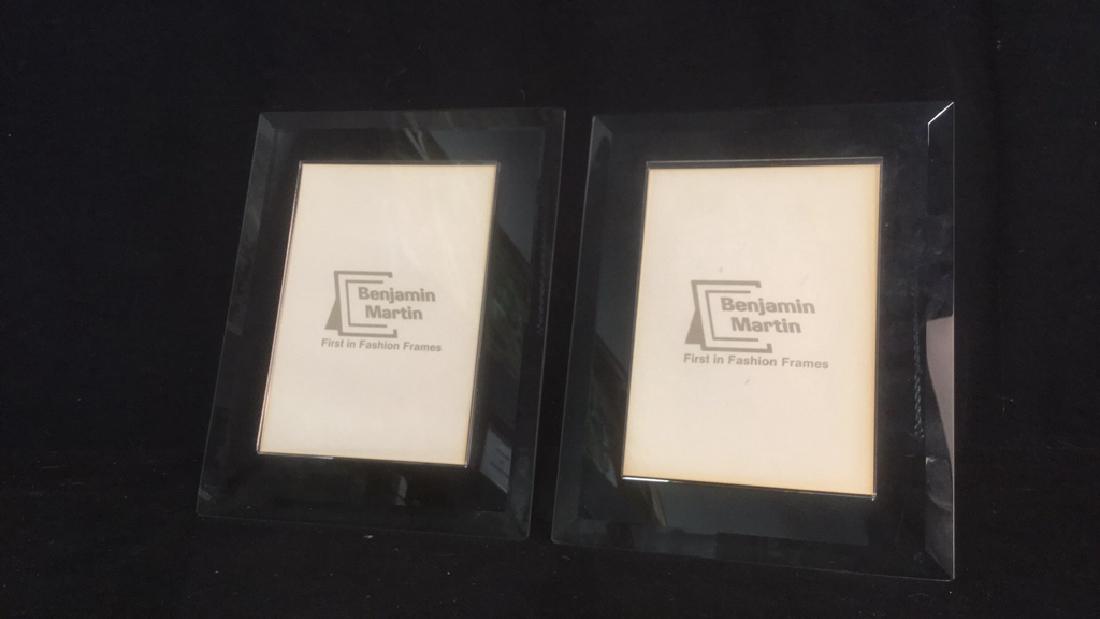 Benjamin
Martin
First in Fashion Frames
Benjamin
Martin
First in Fashion Frames